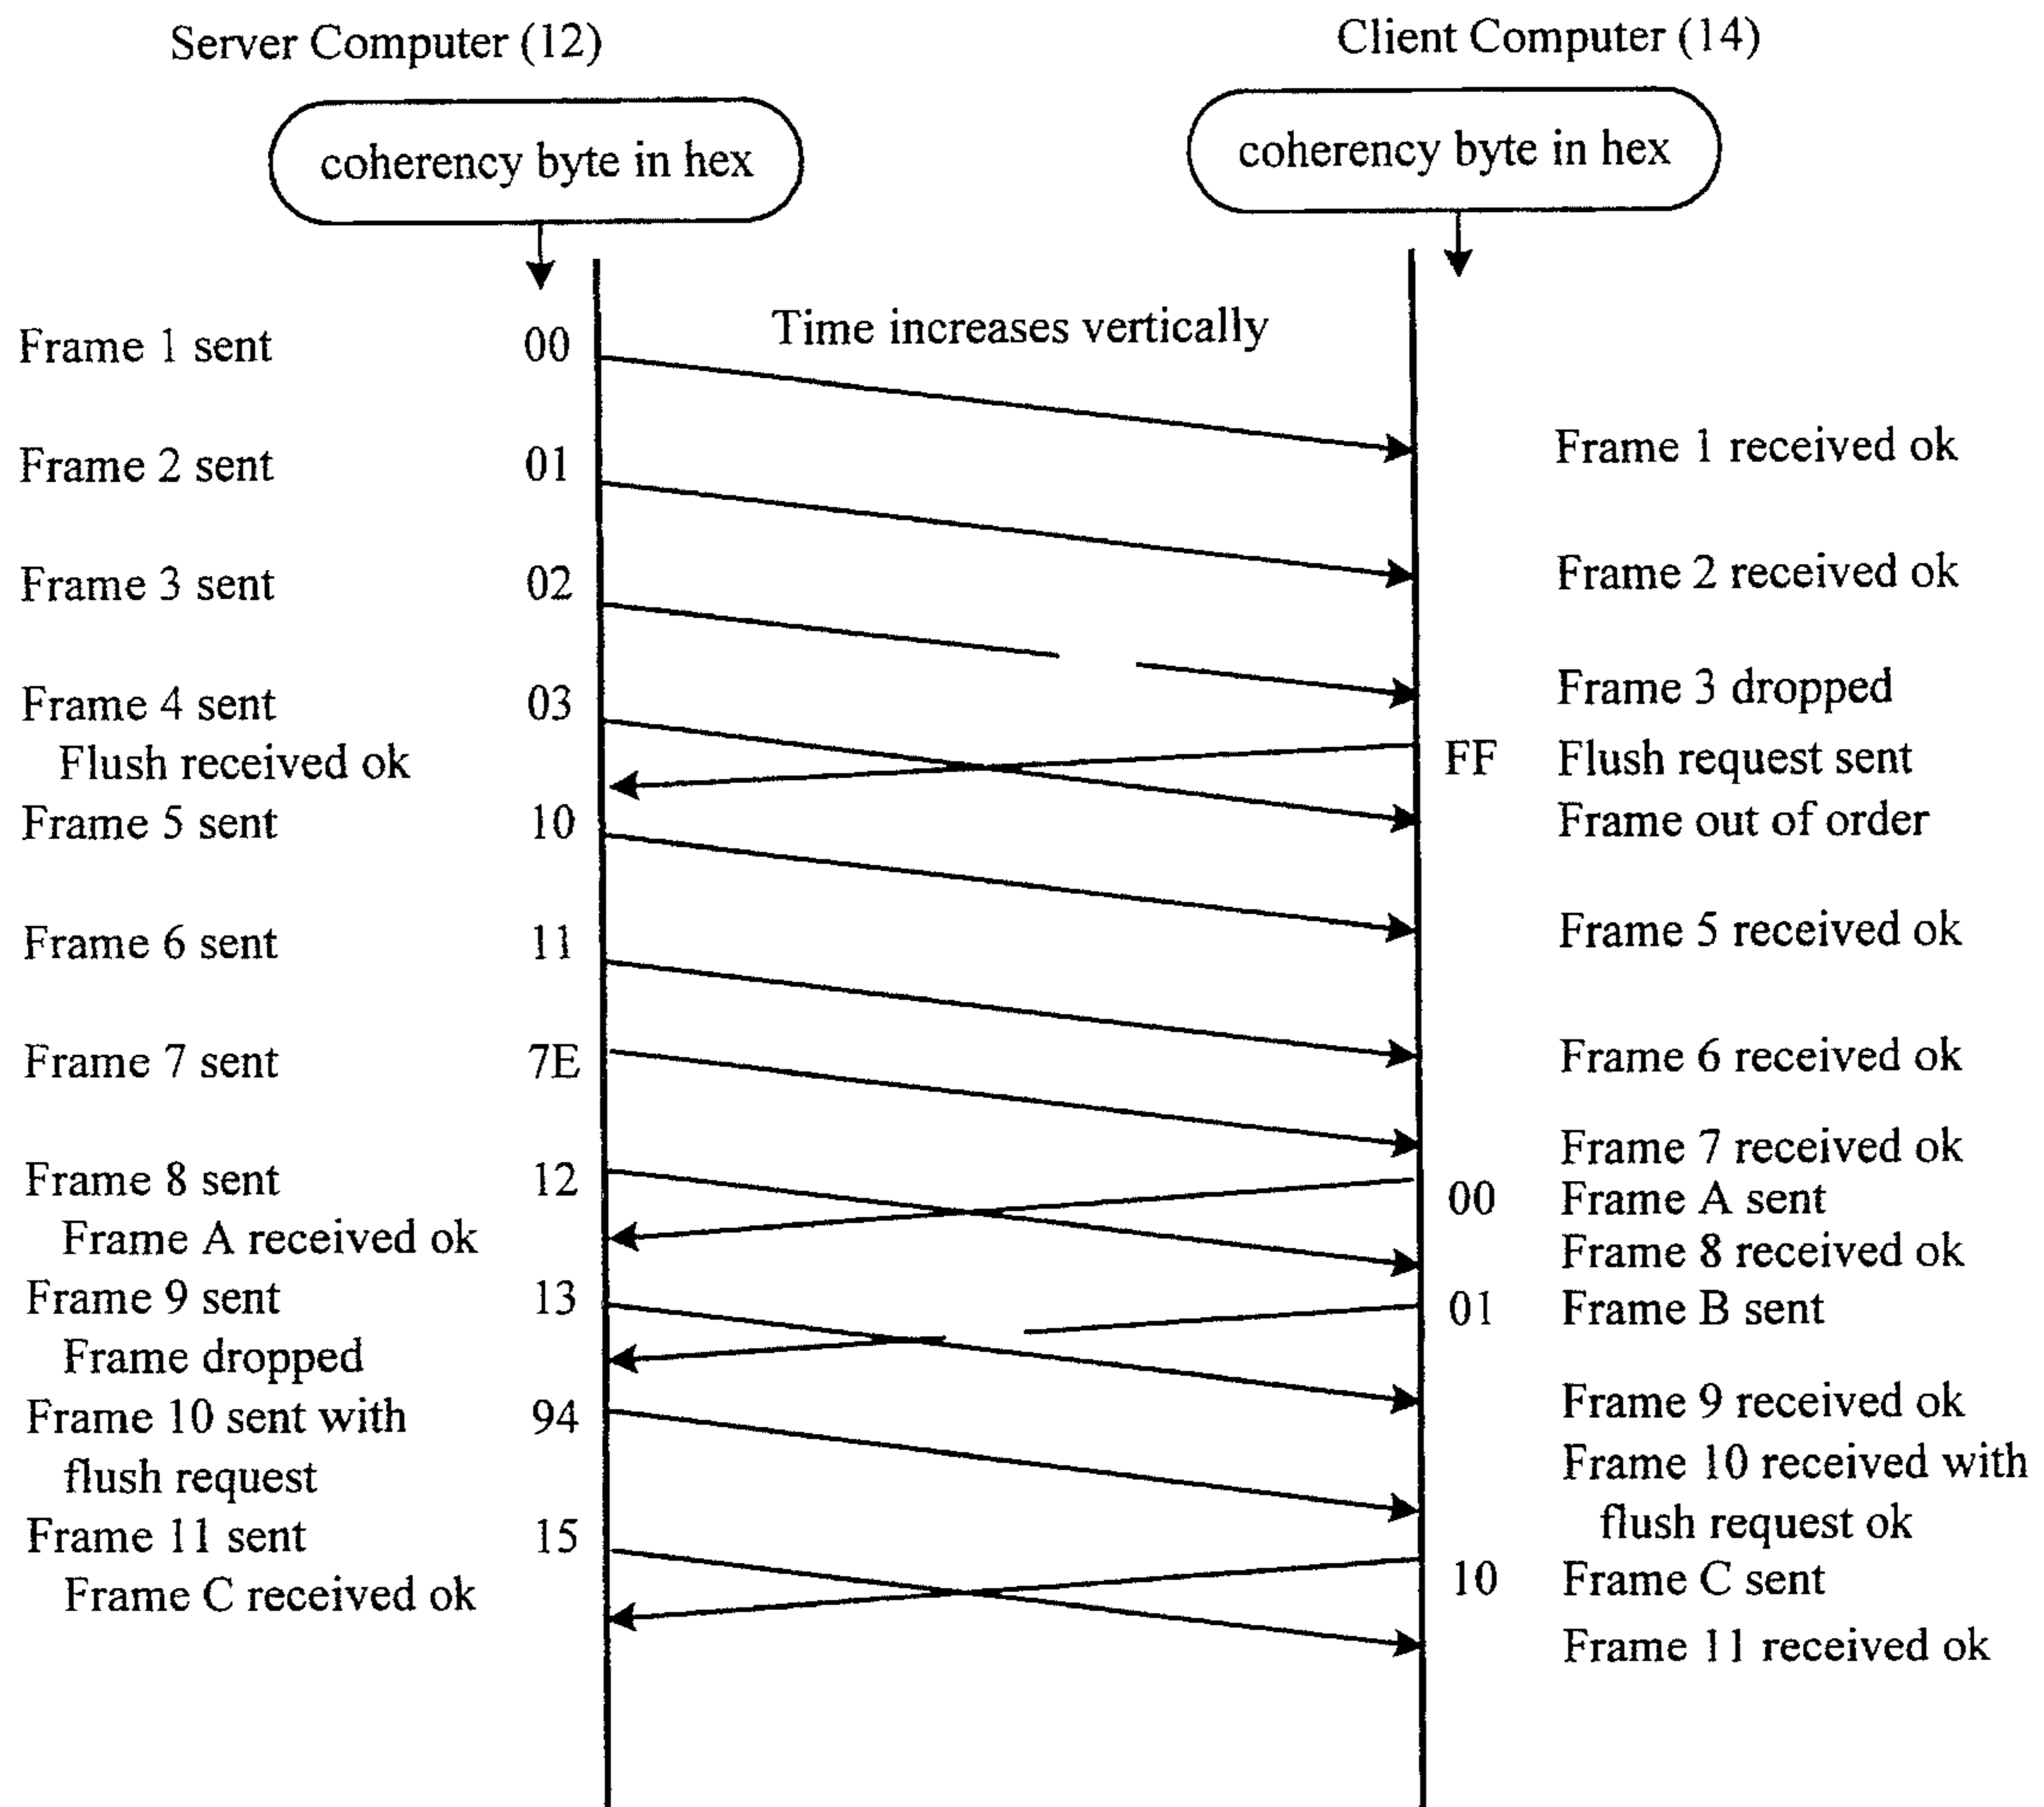 Server Computer (12)
Client Computer (14)
coherency byte in hex
coherency byte in hex
Time increases vertically
Frame 1 sent 00
Frame 1 received ok
Frame 2 sent 01
Frame 2 received ok
Frame 3 sent 02
Frame 3 dropped
Frame 4 sent 03
Flush received ok
FF Flush request sent
Frame out of order
Frame 5 sent 10
Frame 5 received ok
Frame 6 sent 11
Frame 6 received ok
Frame 7 sent 7E
Frame 7 received ok
Frame 8 sent 12
00 Frame A sent
Frame A received ok
Frame 8 received ok
Frame 9 sent 13
01 Frame B sent
Frame dropped
Frame 9 received ok
Frame 10 sent with 94
flush request
Frame 10 received with
flush request ok
Frame 11 sent 15
10 Frame C sent
Frame C received ok
Frame 11 received ok